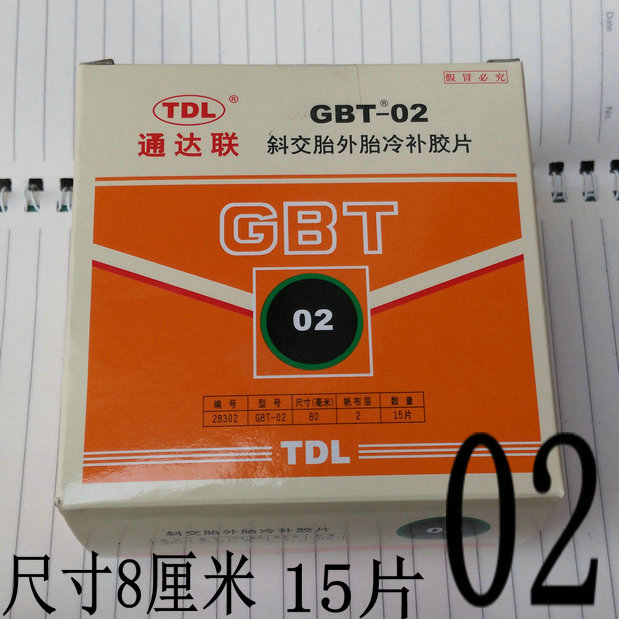 Date
No.
假冒必究
TDL®
通达联
GBT®-02
斜交胎外胎冷补胶片
GBT
02
编号 型号 尺寸(毫米) 帆布层 数量
28302 GBT-02 80 2 15片
TDL
斜交胎外胎冷补胶片
02
02
尺寸8厘米 15片